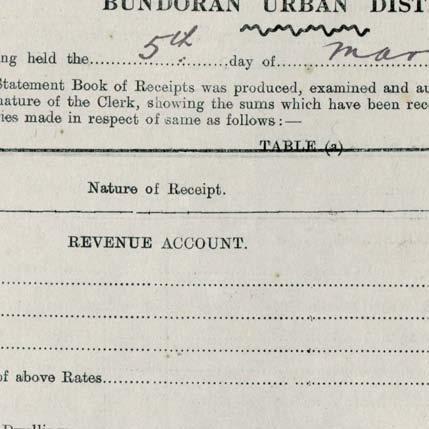 BUNDORAN URBAN DIST
ing held the 5th day of Mar
Statement Book of Receipts was produced, examined and au
nature of the Clerk, showing the sums which have been rec
ies made in respect of same as follows:—
TABLE (a)
Nature of Receipt.
REVENUE ACCOUNT.
of above Rates